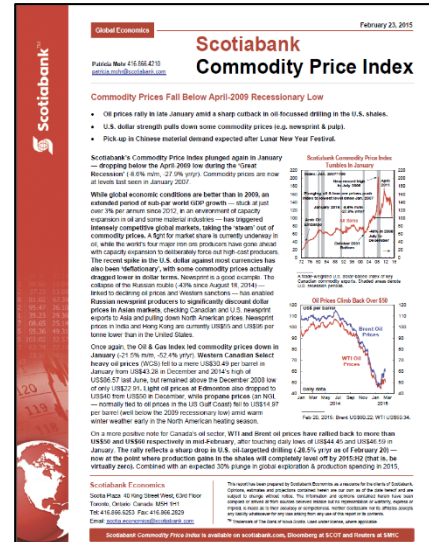 February 23, 2015
Global Economics
Scotiabank
Commodity Price Index
Patricia Mohr 416.866.4210
patricia.mohr@scotiabank.com
Scotiabank™
Commodity Prices Fall Below April-2009 Recessionary Low
• Oil prices rally in late January amid a sharp cutback in oil-focussed drilling in the U.S. shales.
• U.S. dollar strength pulls down some commodity prices (e.g. newsprint & pulp).
• Pick-up in Chinese material demand expected after Lunar New Year Festival.
Scotiabank's Commodity Price Index plunged again in January
— dropping below the April-2009 low during the 'Great
Recession' (-8.6% m/m, -27.9% yr/yr). Commodity prices are now
at levels last seen in January 2007.
While global economic conditions are better than in 2009, an
extended period of sub-par world GDP growth — stuck at just
over 3% per annum since 2012, in an environment of capacity
expansion in oil and some material industries — has triggered
intensely competitive global markets, taking the 'steam' out of
commodity prices. A fight for market share is currently underway in
oil, while the world's four major iron ore producers have gone ahead
with capacity expansion to deliberately force out high-cost producers.
The recent spike in the U.S. dollar against most currencies has
also been 'deflationary', with some commodity prices actually
dragged lower in dollar terms. Newsprint is a good example. The
collapse of the Russian rouble (-43% since August 18, 2014) —
linked to declining oil prices and Western sanctions — has enabled
Russian newsprint producers to significantly discount dollar
prices in Asian markets, checking Canadian and U.S. newsprint
exports to Asia and pulling down North American prices. Newsprint
prices in India and Hong Kong are currently US$55 and US$95 per
tonne lower than in the United States.
Once again, the Oil & Gas Index led commodity prices down in
January (-21.5% m/m, -52.4% yr/yr). Western Canadian Select
heavy oil prices (WCS) fell to a mere US$30.49 per barrel in
January from US$43.28 in December and 2014's high of
US$86.57 last June, but remained above the December 2008 low
of only US$22.91. Light oil prices at Edmonton also dropped to
US$40 from US$50 in December, while propane prices (an NGL
— normally tied to oil prices in the US Gulf Coast) fell to US$14.97
per barrel (well below the 2009 recessionary low) amid warm
winter weather early in the North American heating season.
On a more positive note for Canada's oil sector, WTI and Brent oil prices have rallied back to more than
US$50 and US$60 respectively in mid-February, after touching daily lows of US$44.45 and US$46.59 in
January. The rally reflects a sharp drop in U.S. oil-targeted drilling (-28.5% yr/yr as of February 20) —
now at the point where production gains in the shales will completely level off by 2015:H2 (that is, be
virtually zero). Combined with an expected 30% plunge in global exploration & production spending in 2015,
Scotiabank Commodity Price Index
Tumbles in January
Oil Prices Climb Back Over $50
US$ per barrel
Brent Oil
Prices
WTI Oil
Prices
Daily data
Feb 20, 2015: Brent US$60.22, WTI US$50.34.
Scotiabank Economics
Scotia Plaza 40 King Street West, 63rd Floor
Toronto, Ontario Canada M5H 1H1
Tel: 416.866.6253 Fax: 416.866.2829
Email: scotia.economics@scotiabank.com
Scotiabank Commodity Price Index is available on scotiabank.com, Bloomberg at SCOT and Reuters at SMHC